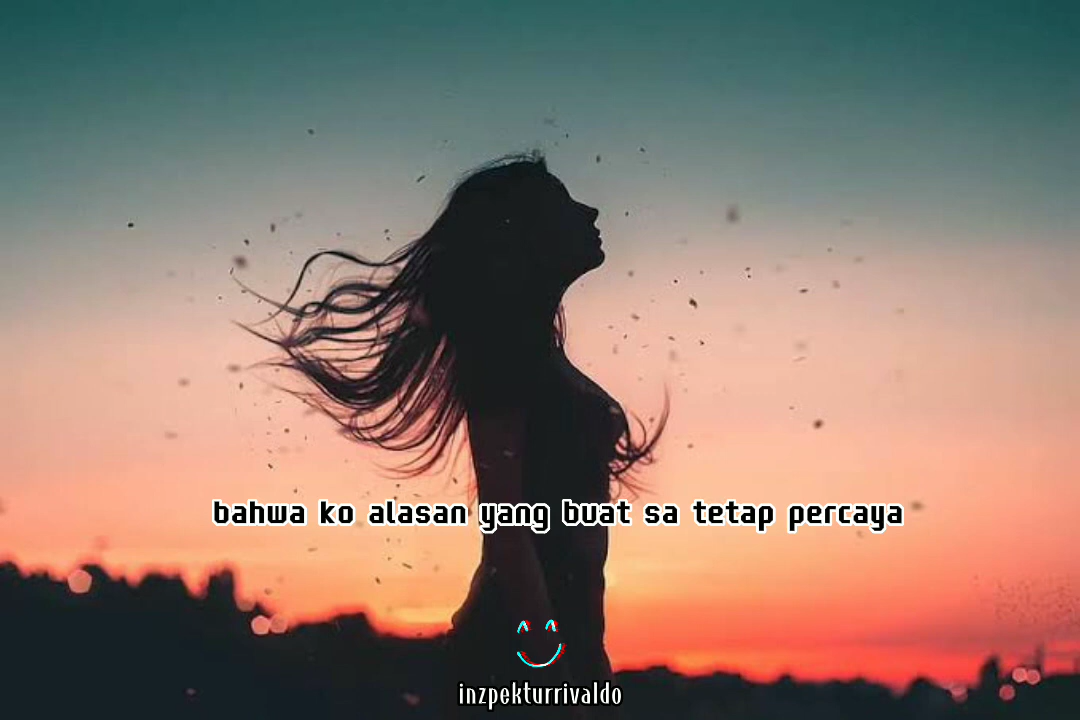 bahwa ko alasan yang buat sa tetap percaya
inzpekturrivaldo